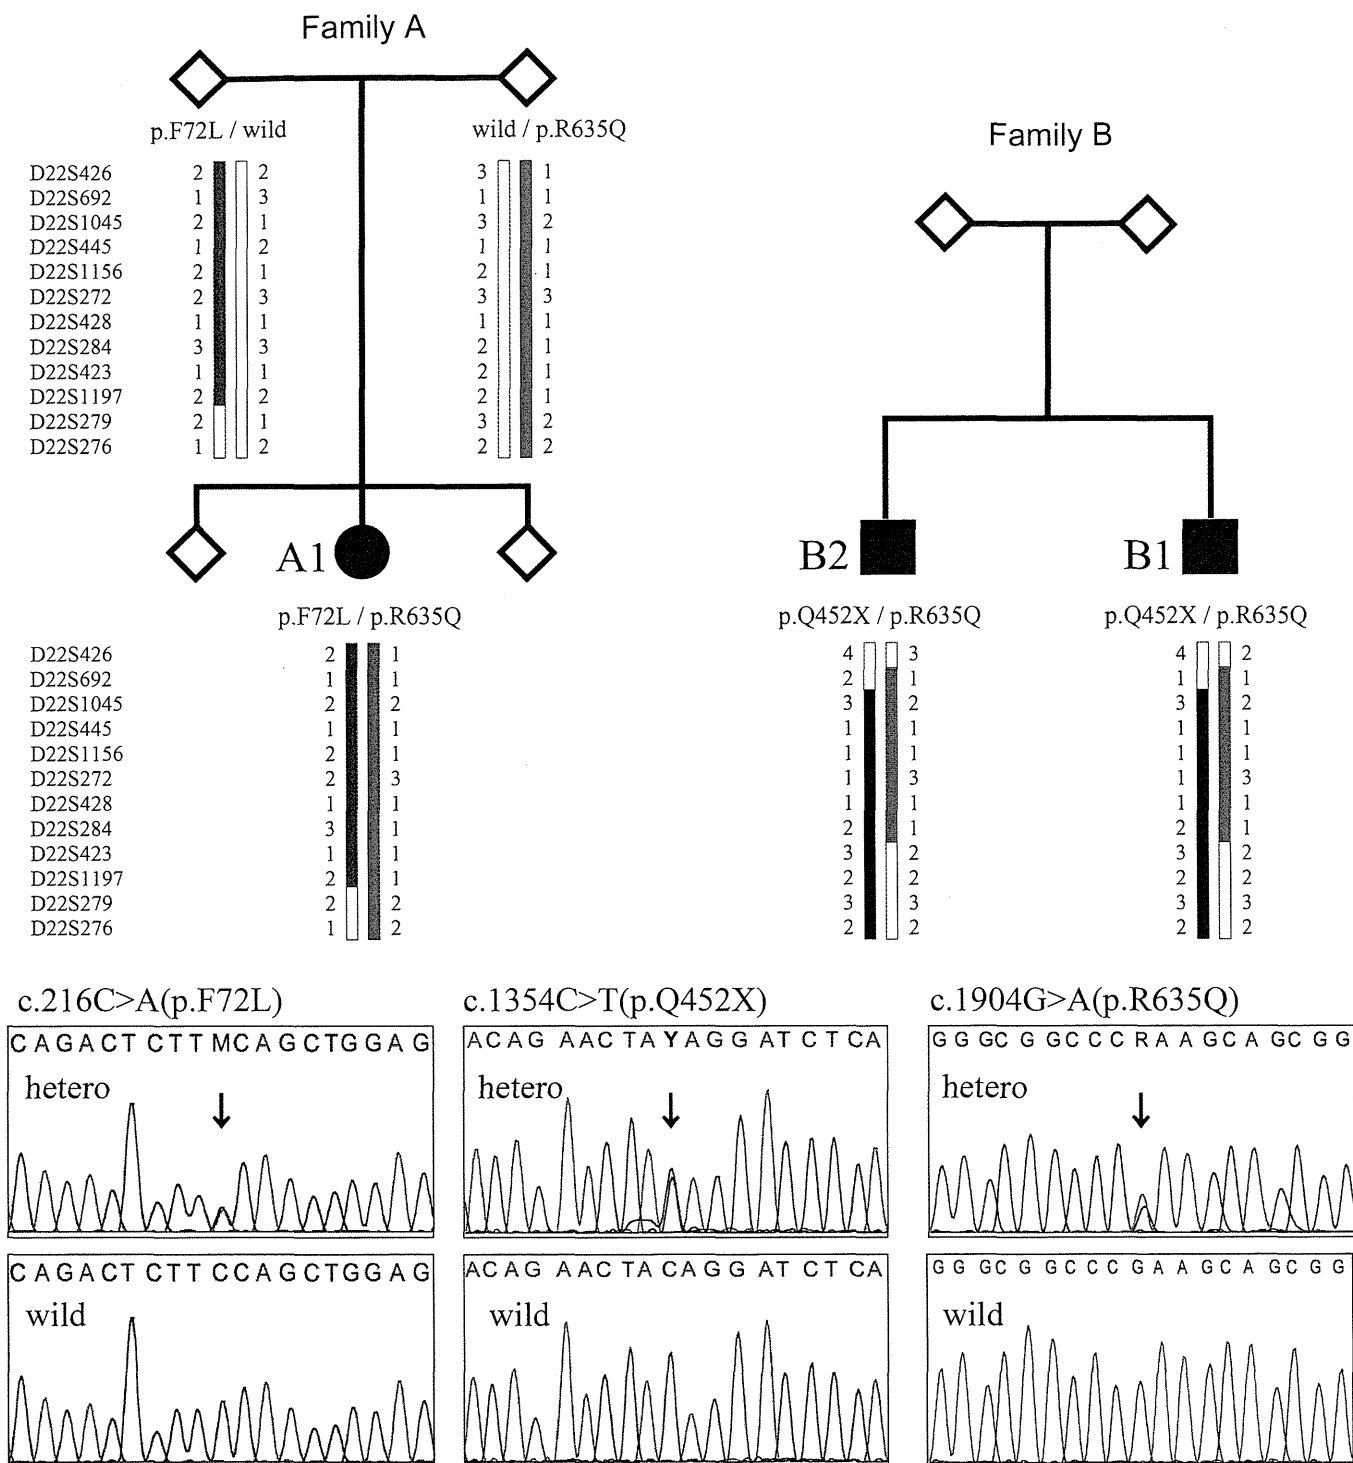 Family A
p.F72L / wild
wild / p.R635Q
D22S426 2 2 3 1
D22S692 1 3 1 1
D22S1045 2 1 3 2
D22S445 1 2 1 1
D22S1156 2 1 2 1
D22S272 2 3 3 3
D22S428 1 1 1 1
D22S284 3 3 2 1
D22S423 1 1 2 1
D22S1197 2 2 2 1
D22S279 2 1 3 2
D22S276 1 2 2 2
A1
p.F72L / p.R635Q
D22S426 2 1
D22S692 1 1
D22S1045 2 2
D22S445 1 1
D22S1156 2 1
D22S272 2 3
D22S428 1 1
D22S284 3 1
D22S423 1 1
D22S1197 2 1
D22S279 2 2
D22S276 1 2
Family B
B2
B1
p.Q452X / p.R635Q
p.Q452X / p.R635Q
4 3 4 2
2 1 1 1
3 2 3 2
1 1 1 1
1 1 1 1
1 3 1 3
1 1 1 1
2 1 2 1
3 2 3 2
2 2 2 2
3 3 3 3
2 2 2 2
c.216C>A(p.F72L)
CAGACTCTTMCAGCTGGAG
hetero
CAGACTCTTCCAGCTGGAG
wild
c.1354C>T(p.Q452X)
ACAG AACTAYAGGATCTCA
hetero
ACAG AACTACAGGATCTCA
wild
c.1904G>A(p.R635Q)
GGGCGGCCCRAAGCAGCGG
hetero
GGGCGGCCCGAAGCAGCGG
wild